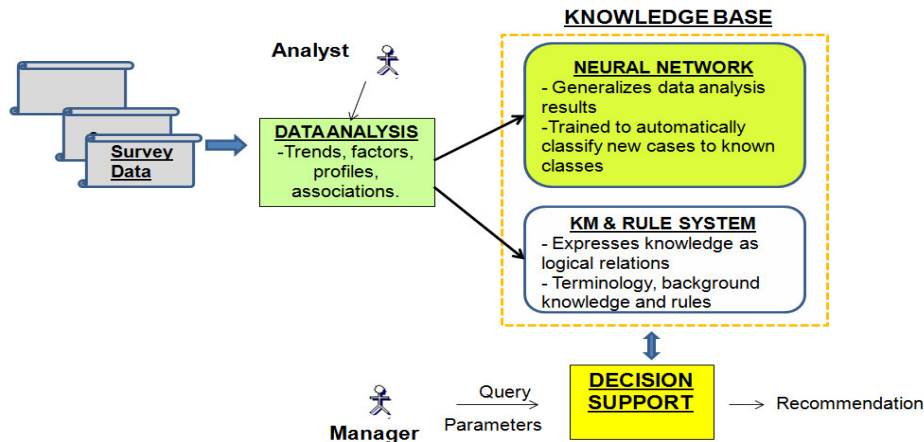 KNOWLEDGE BASE
Analyst
NEURAL NETWORK
- Generalizes data analysis
results
-Trained to automatically
classify new cases to known
classes
Survey
Data
DATA ANALYSIS
-Trends, factors,
profiles,
associations.
KM & RULE SYSTEM
- Expresses knowledge as
logical relations
- Terminology, background
knowledge and rules
Manager
Query
Parameters
DECISION
SUPPORT
Recommendation